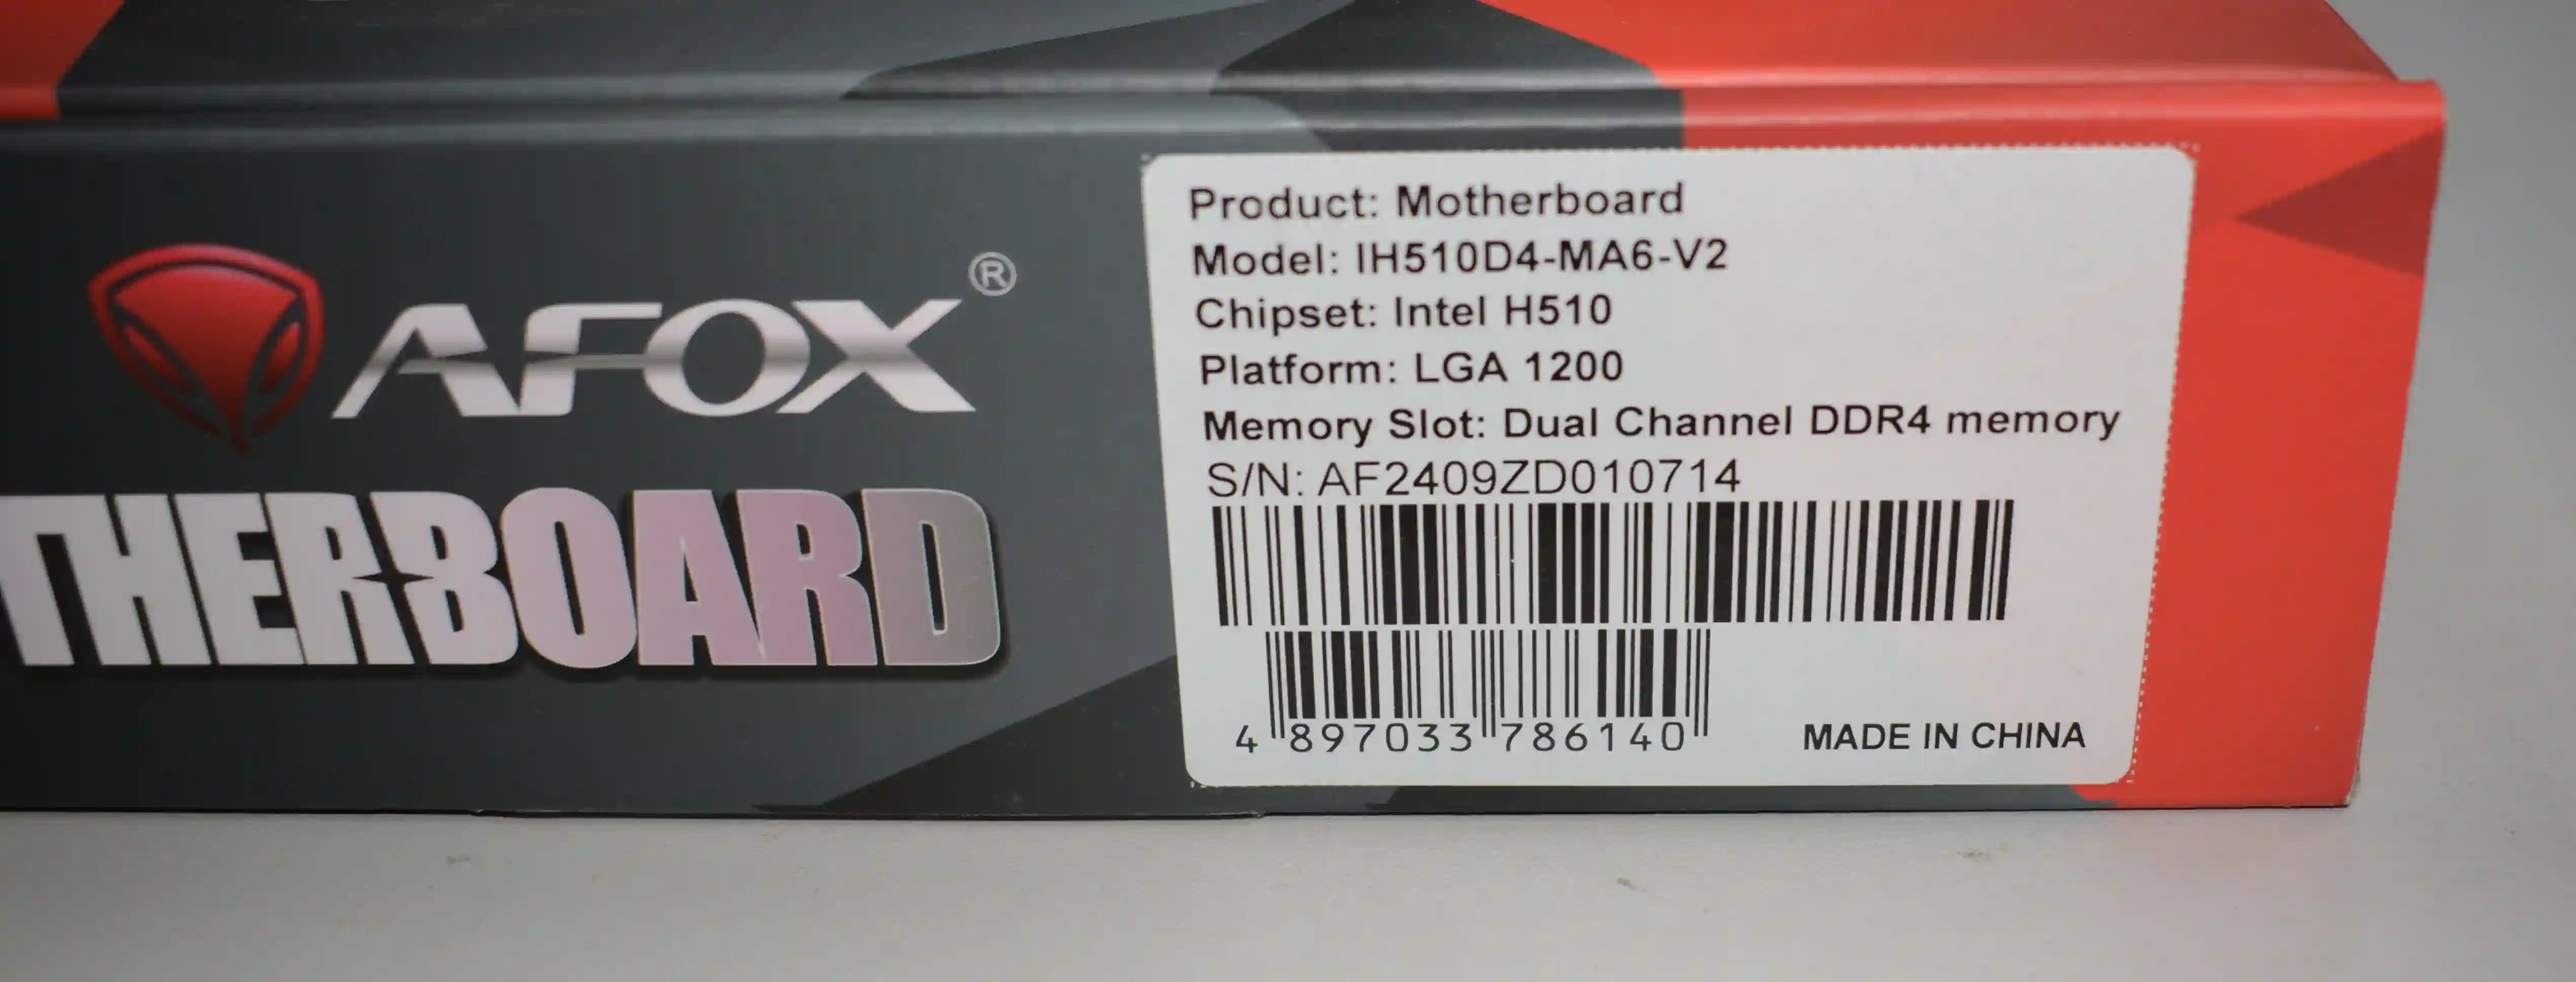 AFOX®
THERBOARD
Product: Motherboard
Model: IH510D4-MA6-V2
Chipset: Intel H510
Platform: LGA 1200
Memory Slot: Dual Channel DDR4 memory
S/N: AF2409ZD010714
4 897033 786140
MADE IN CHINA